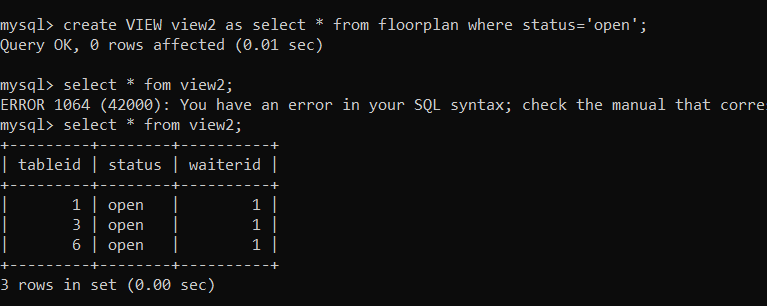 mysql> create VIEW view2 as select * from floorplan where status='open';
Query OK, 0 rows affected (0.01 sec)
mysql> select * fom view2;
ERROR 1064 (42000): You have an error in your SQL syntax; check the manual that corre
mysql> select * from view2;
+---------+--------+----------+
| tableid | status | waiterid |
+---------+--------+----------+
|       1 | open   |        1 |
|       3 | open   |        1 |
|       6 | open   |        1 |
+---------+--------+----------+
3 rows in set (0.00 sec)